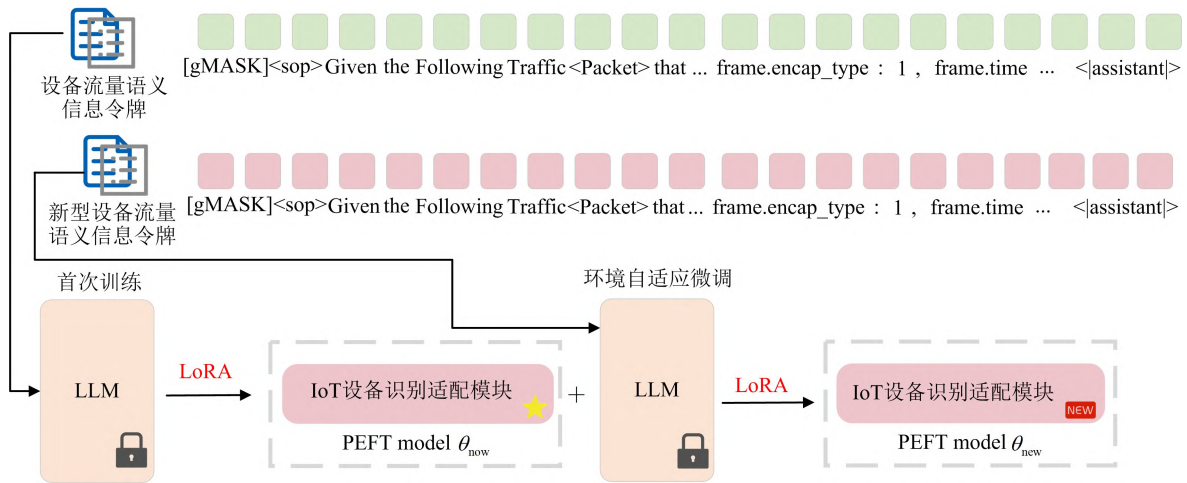 [gMASK]<sop>Given the Following Traffic<Packet> that ... frame.encap_type : 1 , frame.time ... <|assistant|>
设备流量语义
信息令牌
[gMASK]<sop>Given the Following Traffic<Packet> that ... frame.encap_type : 1 , frame.time ... <|assistant|>
新型设备流量
语义信息令牌
首次训练
环境自适应微调
LLM
LoRA
IoT设备识别适配模块
PEFT model θnow
+
LLM
LoRA
IoT设备识别适配模块
NEW
PEFT model θnew